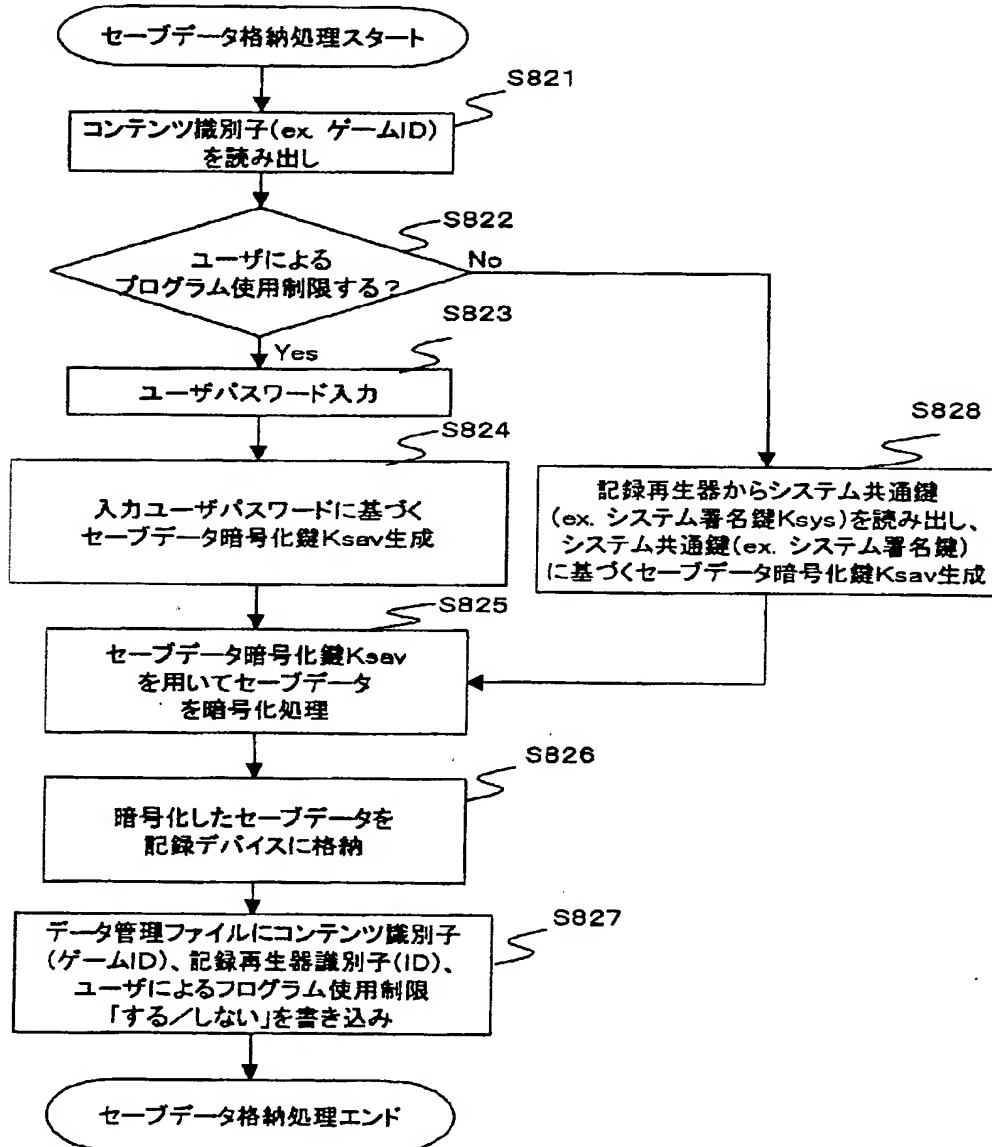 セーブデータ格納処理スタート
S821
コンテンツ識別子(ex. ゲームID)
を読み出し
S822
ユーザによる
プログラム使用制限する?
No
Yes
S823
ユーザパスワード入力
S824
入力ユーザパスワードに基づく
セーブデータ暗号化鍵Ksav生成
S828
記録再生器からシステム共通鍵
(ex. システム署名鍵Ksys)を読み出し、
システム共通鍵(ex. システム署名鍵)
に基づくセーブデータ暗号化鍵Ksav生成
S825
セーブデータ暗号化鍵Ksav
を用いてセーブデータ
を暗号化処理
S826
暗号化したセーブデータを
記録デバイスに格納
S827
データ管理ファイルにコンテンツ識別子
(ゲームID)、記録再生器識別子(ID)、
ユーザによるプログラム使用制限
「する/しない」を書き込み
セーブデータ格納処理エンド